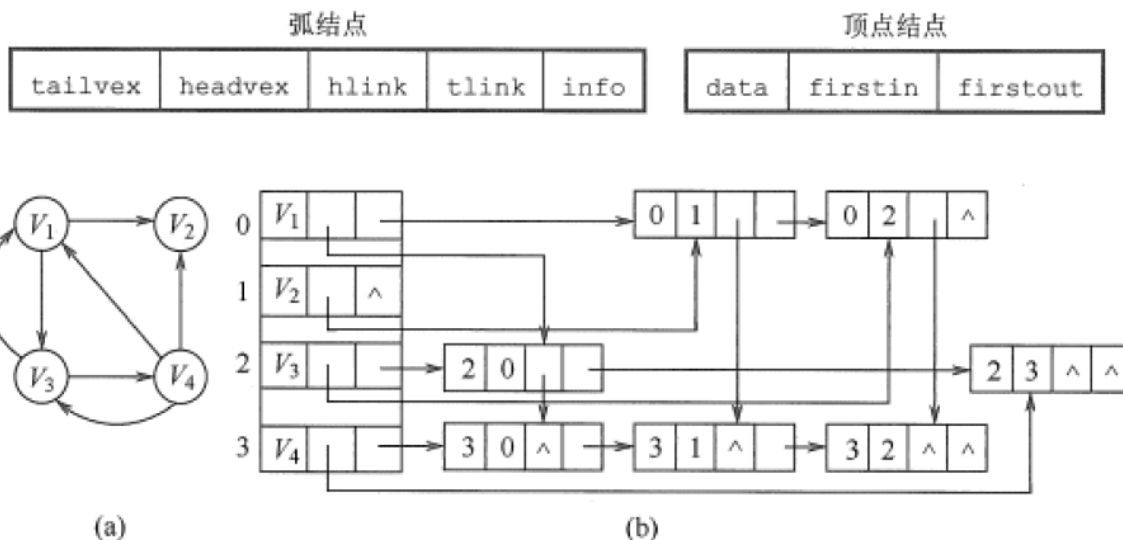 弧结点 顶点结点
tailvex headvex hlink tlink info data firstin firstout
V₁ V₂ 0 V₁ 0 1 0 2 ^
1 V₂ ^
V₃ V₄ 2 V₃ 2 0 2 3 ^ ^
3 V₄ 3 0 ^ 3 1 ^ 3 2 ^ ^
(a) (b)